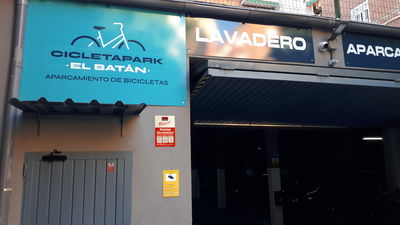 CICLETAPARK
· EL BATÁN ·
APARCAMIENTO DE BICICLETAS
LAVADERO
APARCA